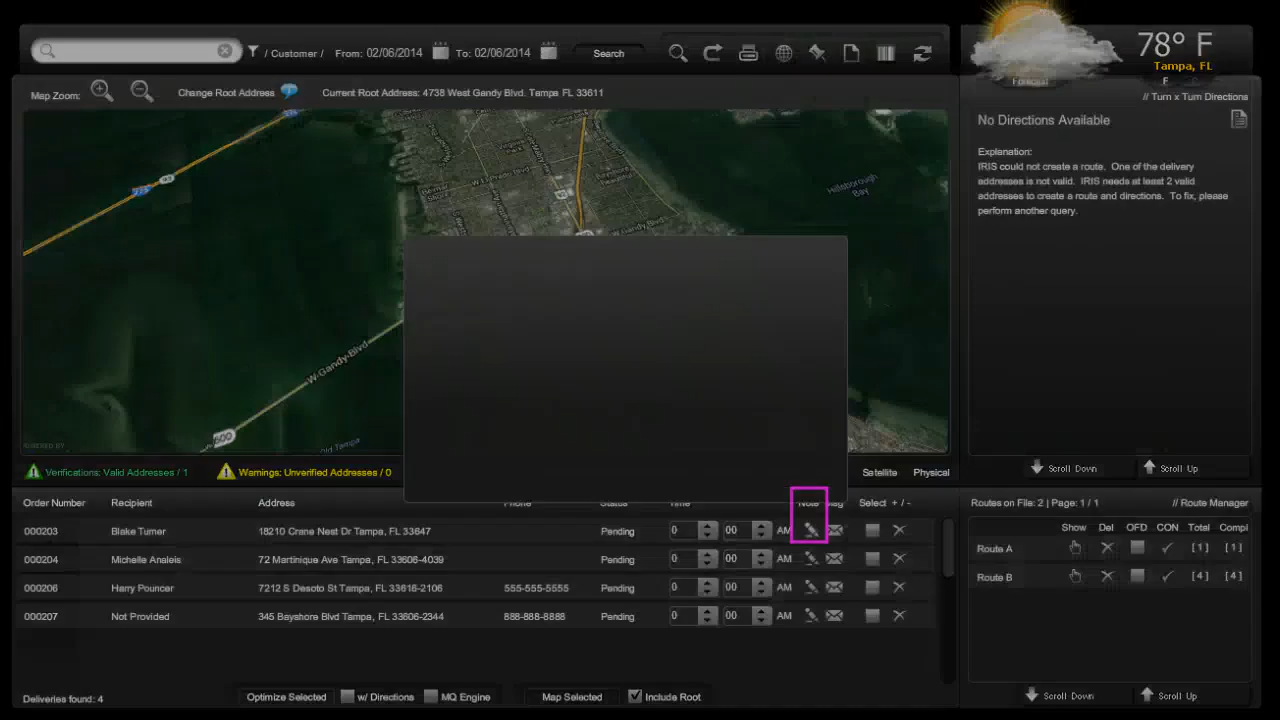 / Customer / From: 02/06/2014 To: 02/06/2014 Search
78° F
Tampa, FL
Forecast F C
Map Zoom: Change Root Address Current Root Address: 4738 West Gandy Blvd. Tampa FL 33611
// Turn x Turn Directions
No Directions Available
Explanation:
IRIS could not create a route. One of the delivery
addresses is not valid. IRIS needs at least 2 valid
addresses to create a route and directions. To fix, please
perform another query.
Hillsborough
Bay
W Gandy Blvd
W Gandy Blvd
600
Old Tampa
POWERED BY
Verifications: Valid Addresses / 1 Warnings: Unverified Addresses / 0 Satellite Physical
Scroll Down Scroll Up
Order Number Recipient Address Phone Status Time Note Select + / -
000203 Blake Turner 18210 Crane Nest Dr Tampa, FL 33647 Pending 0 00 AM
000204 Michelle Analeis 72 Martinique Ave Tampa, FL 33606-4039 Pending 0 00 AM
000206 Harry Pouncer 7212 S Desoto St Tampa, FL 33616-2106 555-555-5555 Pending 0 00 AM
000207 Not Provided 345 Bayshore Blvd Tampa, FL 33606-2344 888-888-8888 Pending 0 00 AM
Routes on File: 2 | Page: 1 / 1 // Route Manager
Show Del OFD CON Total Compl
Route A [ 1 ] [ 1 ]
Route B [ 4 ] [ 4 ]
Deliveries found: 4 Optimize Selected w/ Directions MQ Engine Map Selected Include Root
Scroll Down Scroll Up